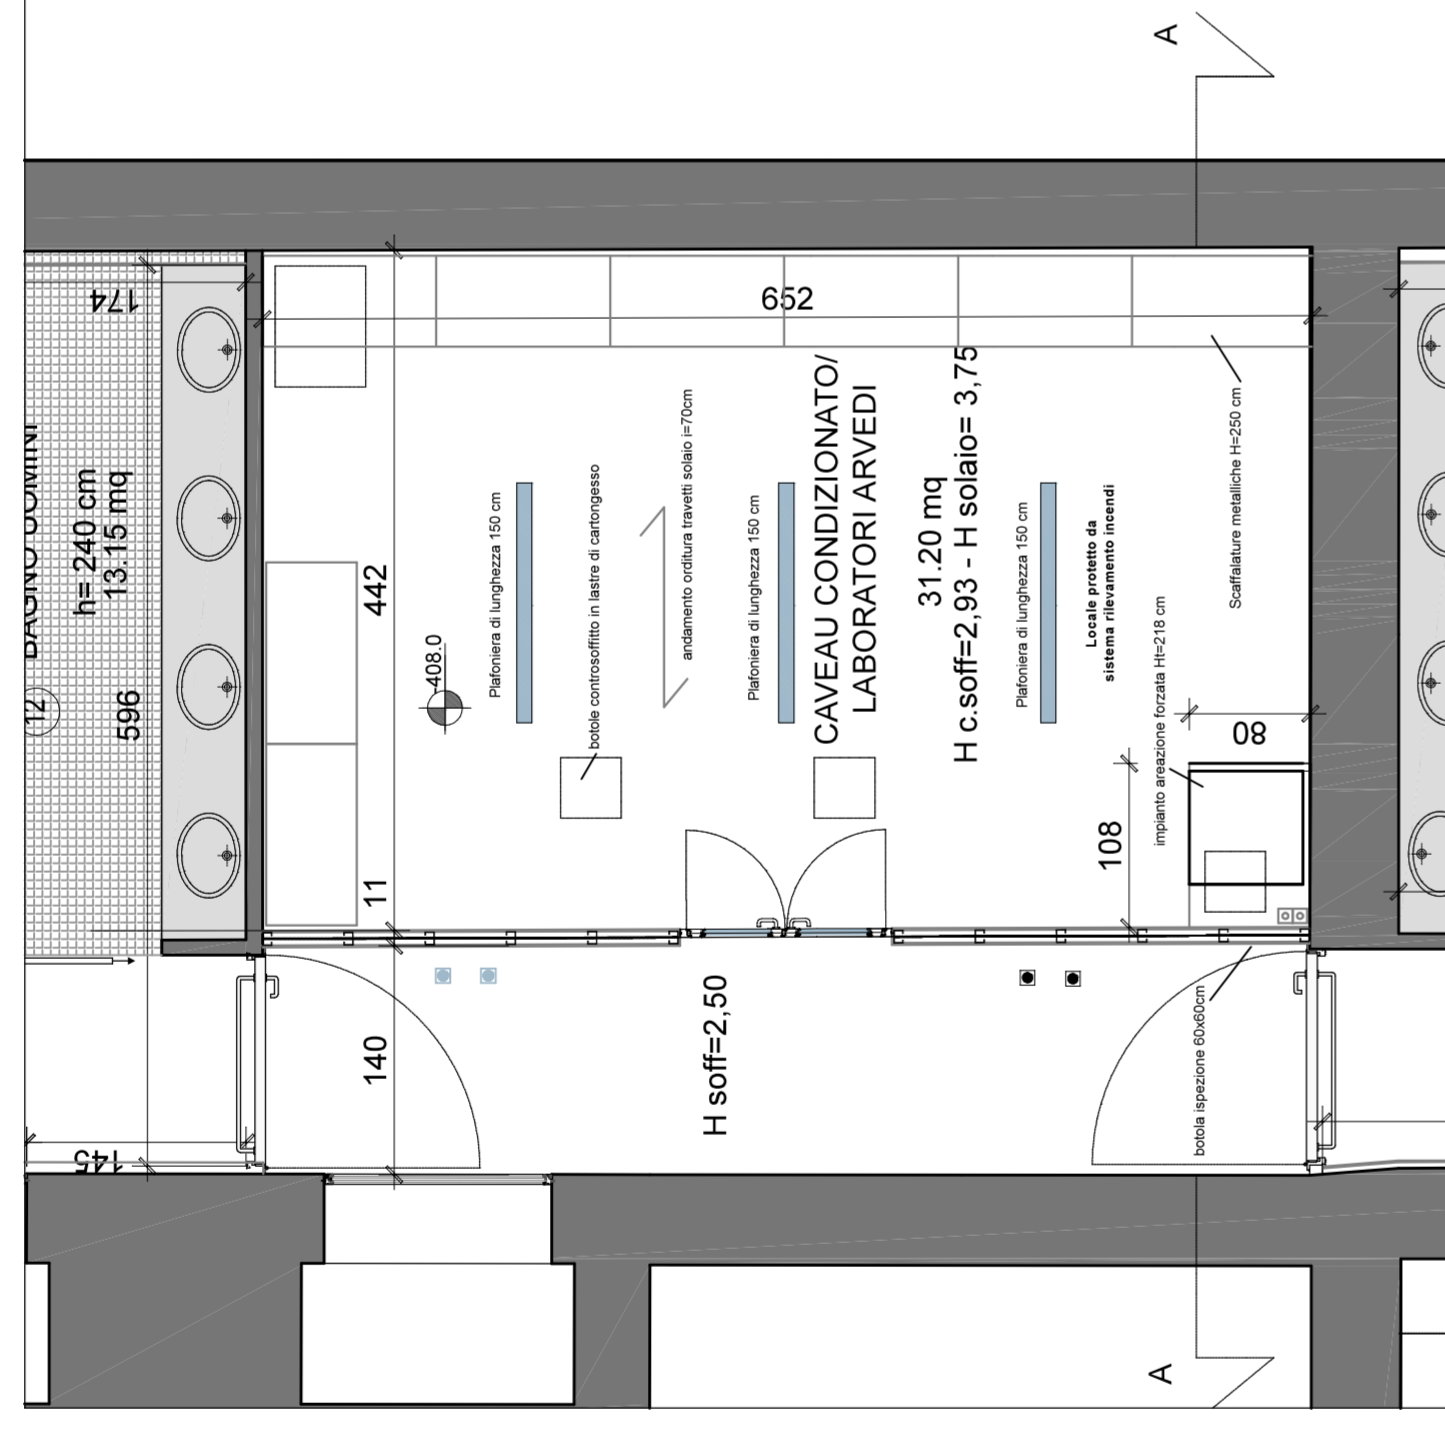 A
174
652
BAGNO UOMINI
h= 240 cm
13.15 mq
12
596
442
-408.0
Plafoniera di lunghezza 150 cm
botole controsoffitto in lastre di cartongesso
andamento orditura travetti solaio i=70cm
Plafoniera di lunghezza 150 cm
CAVEAU CONDIZIONATO/
LABORATORI ARVEDI
31.20 mq
H c.soff=2,93 - H solaio= 3,75
Plafoniera di lunghezza 150 cm
Locale protetto da
sistema rilevamento incendi
impianto areazione forzata Ht=218 cm
Scaffalature metalliche H=250 cm
80
108
11
140
H soff=2,50
botola ispezione 60x60cm
145
A